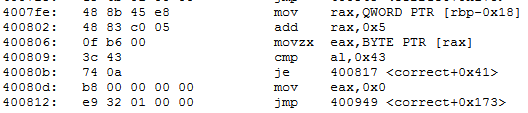 4007fe: 48 8b 45 e8 mov rax,QWORD PTR [rbp-0x18]
400802: 48 83 c0 05 add rax,0x5
400806: 0f b6 00 movzx eax,BYTE PTR [rax]
400809: 3c 43 cmp al,0x43
40080b: 74 0a je 400817 <correct+0x41>
40080d: b8 00 00 00 00 mov eax,0x0
400812: e9 32 01 00 00 jmp 400949 <correct+0x173>